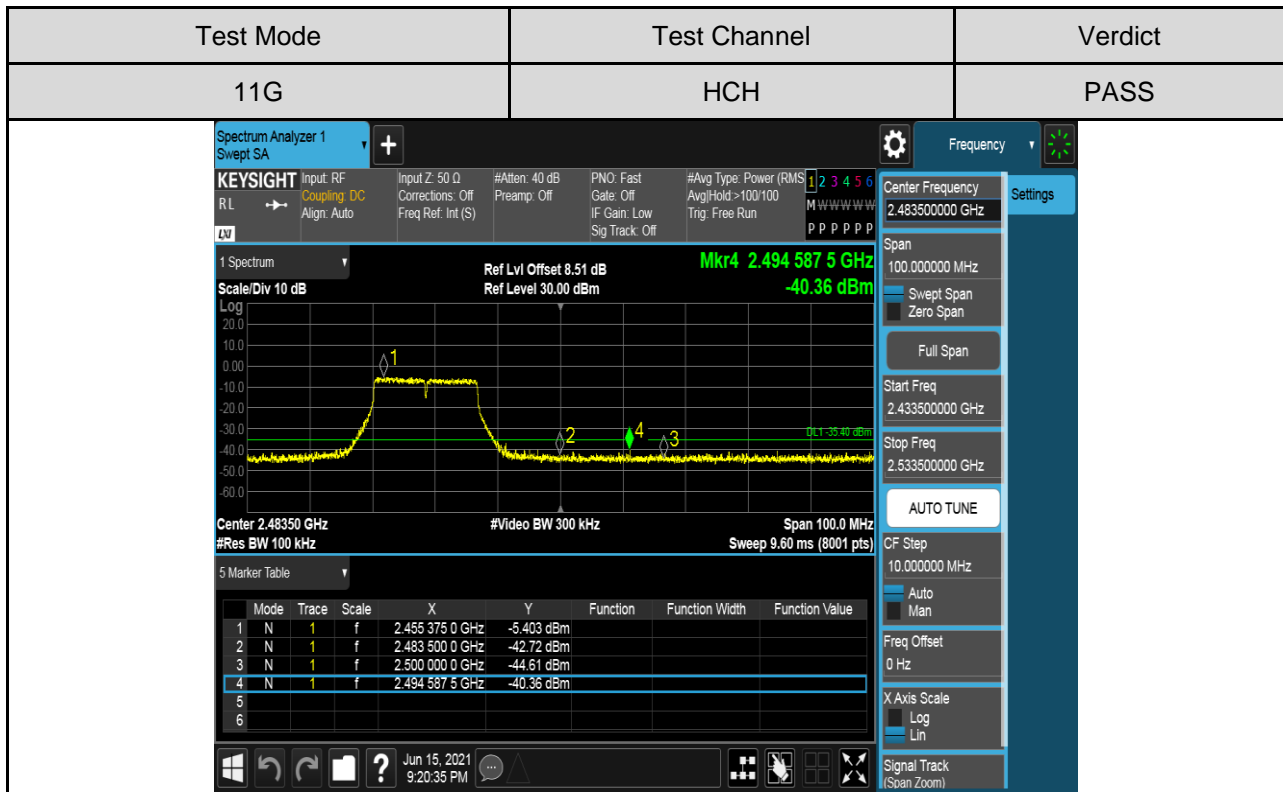 Test Mode Test Channel Verdict
11G HCH PASS
Spectrum Analyzer 1
Swept SA
+
Frequency
KEYSIGHT
RL
LXI
Input: RF
Coupling: DC
Align: Auto
Input Z: 50 Ω
Corrections: Off
Freq Ref: Int (S)
#Atten: 40 dB
Preamp: Off
PNO: Fast
Gate: Off
IF Gain: Low
Sig Track: Off
#Avg Type: Power (RMS
Avg|Hold:>100/100
Trig: Free Run
1 2 3 4 5 6
M W W W W W
P P P P P P
1 Spectrum
Scale/Div 10 dB
Ref Lvl Offset 8.51 dB
Ref Level 30.00 dBm
Mkr4 2.494 587 5 GHz
-40.36 dBm
Log
20.0
10.0
0.00
-10.0
-20.0
-30.0
-40.0
-50.0
-60.0
1
2
4
3
DL1 -35.40 dBm
Center 2.48350 GHz
#Res BW 100 kHz
#Video BW 300 kHz
Span 100.0 MHz
Sweep 9.60 ms (8001 pts)
5 Marker Table
Mode Trace Scale X Y Function Function Width Function Value
1 N 1 f 2.455 375 0 GHz -5.403 dBm
2 N 1 f 2.483 500 0 GHz -42.72 dBm
3 N 1 f 2.500 000 0 GHz -44.61 dBm
4 N 1 f 2.494 587 5 GHz -40.36 dBm
5
6
?
Jun 15, 2021
9:20:35 PM
Center Frequency
2.483500000 GHz
Settings
Span
100.000000 MHz
Swept Span
Zero Span
Full Span
Start Freq
2.433500000 GHz
Stop Freq
2.533500000 GHz
AUTO TUNE
CF Step
10.000000 MHz
Auto
Man
Freq Offset
0 Hz
X Axis Scale
Log
Lin
Signal Track
(Span Zoom)